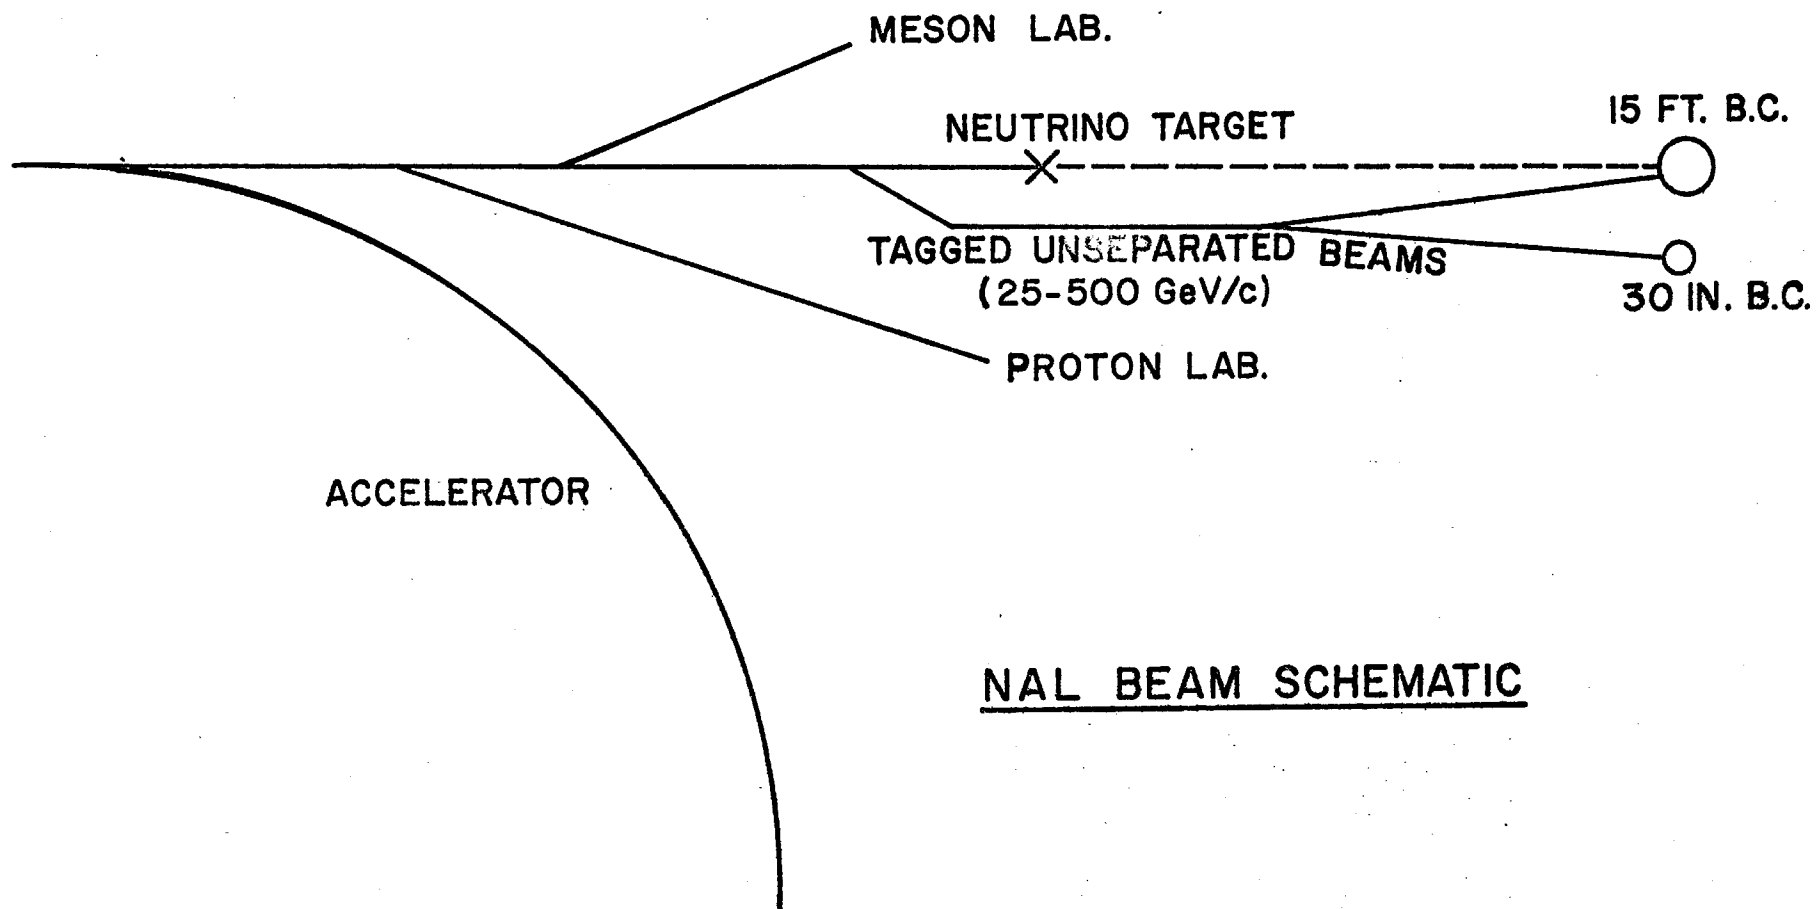 MESON LAB.
15 FT. B.C.
NEUTRINO TARGET
TAGGED UNSEPARATED BEAMS
(25-500 GeV/c)
30 IN. B.C.
PROTON LAB.
ACCELERATOR
NAL BEAM SCHEMATIC